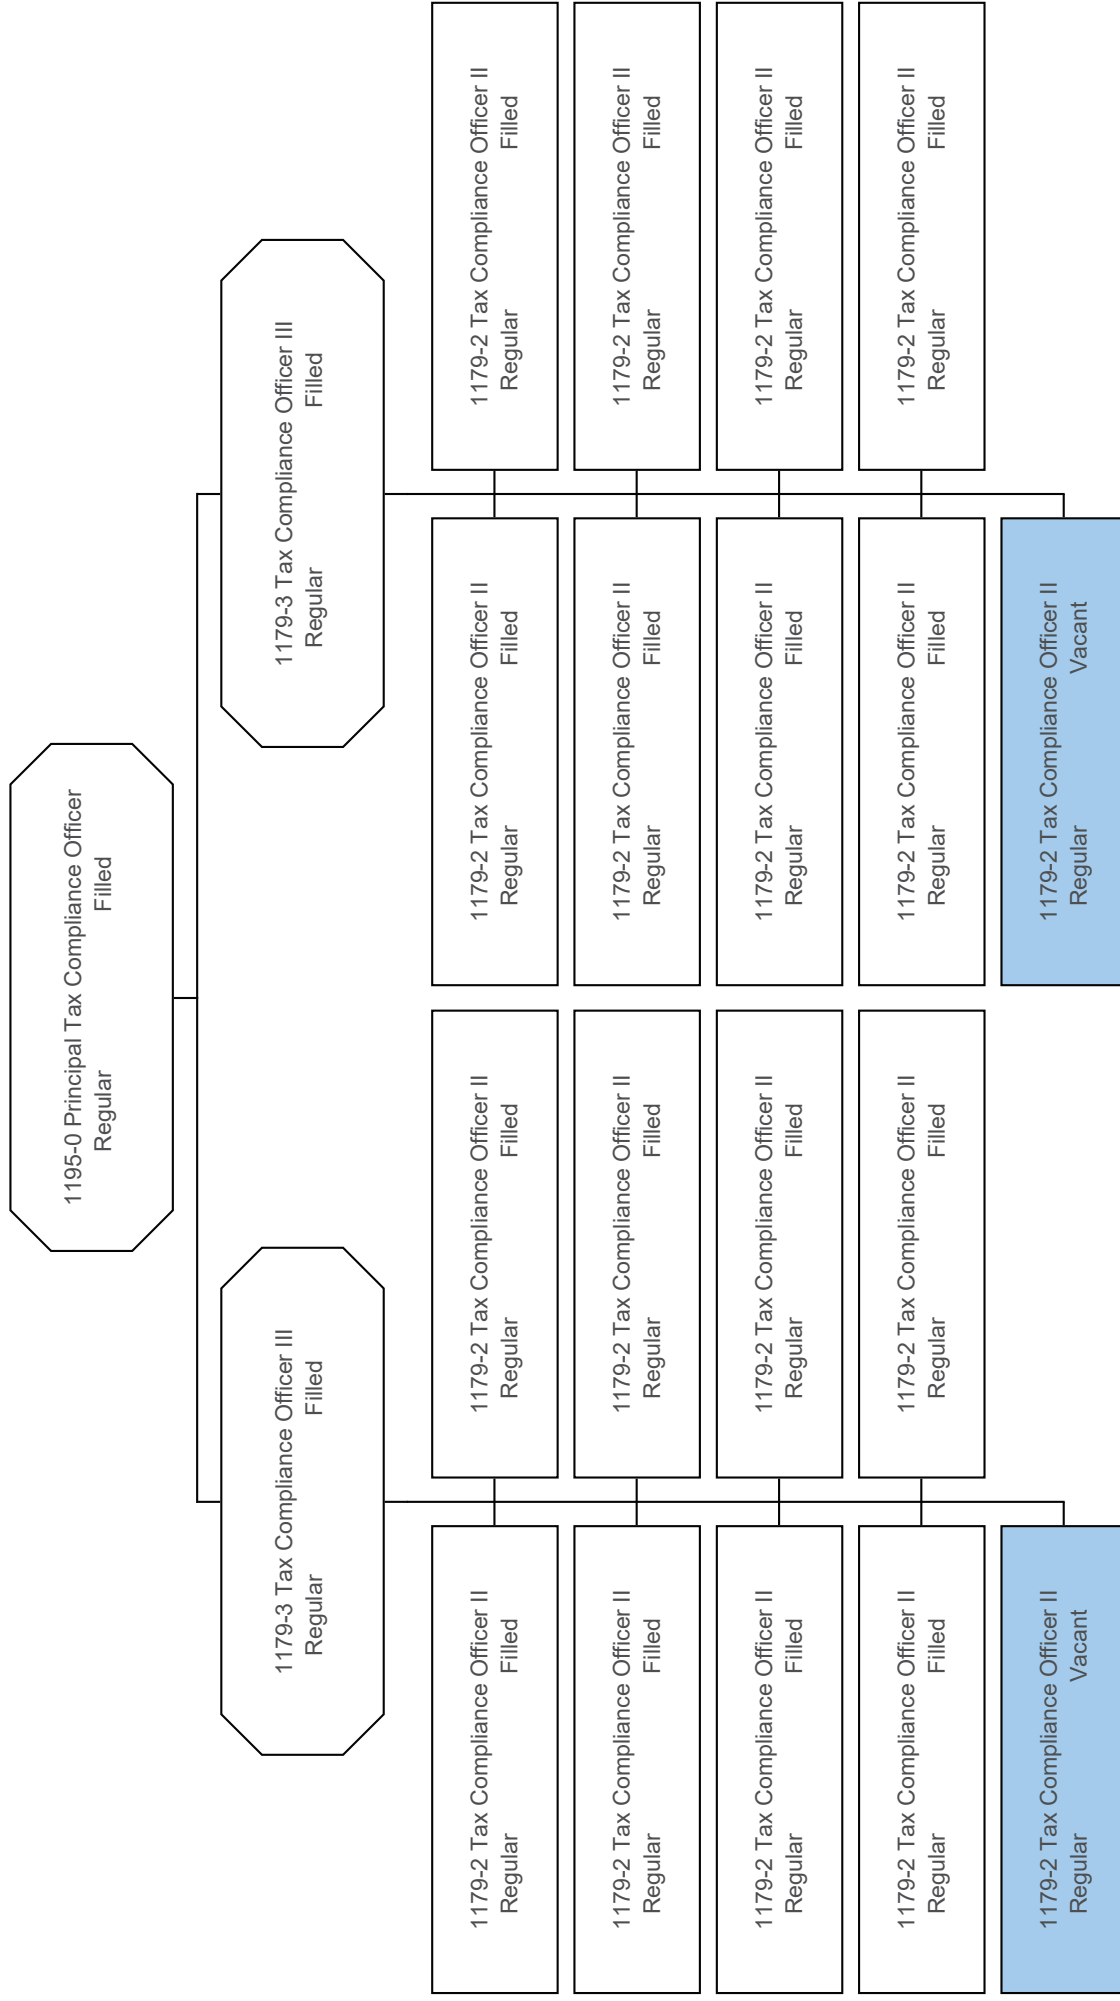 1195-0 Principal Tax Compliance Officer
Regular Filled
1179-3 Tax Compliance Officer III
Regular Filled
1179-2 Tax Compliance Officer II
Regular Filled
1179-2 Tax Compliance Officer II
Regular Filled
1179-2 Tax Compliance Officer II
Regular Filled
1179-2 Tax Compliance Officer II
Regular Filled
1179-2 Tax Compliance Officer II
Regular Filled
1179-2 Tax Compliance Officer II
Regular Filled
1179-2 Tax Compliance Officer II
Regular Filled
1179-2 Tax Compliance Officer II
Regular Filled
1179-2 Tax Compliance Officer II
Regular Vacant
1179-3 Tax Compliance Officer III
Regular Filled
1179-2 Tax Compliance Officer II
Regular Filled
1179-2 Tax Compliance Officer II
Regular Filled
1179-2 Tax Compliance Officer II
Regular Filled
1179-2 Tax Compliance Officer II
Regular Filled
1179-2 Tax Compliance Officer II
Regular Filled
1179-2 Tax Compliance Officer II
Regular Filled
1179-2 Tax Compliance Officer II
Regular Filled
1179-2 Tax Compliance Officer II
Regular Filled
1179-2 Tax Compliance Officer II
Regular Vacant